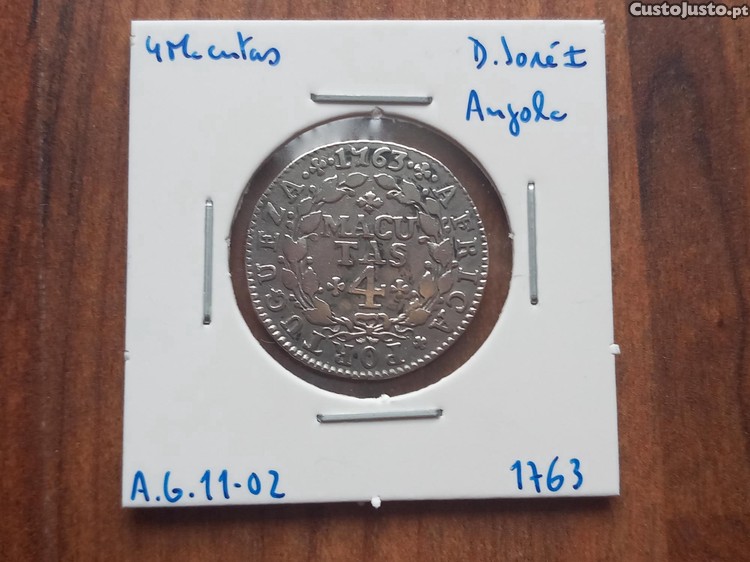 CustoJusto.pt
4 Macutas
D. José I
Angola
·1763· AFRICA PORTUGUEZA
MACU
TAS
4
A.G.11-02
1763